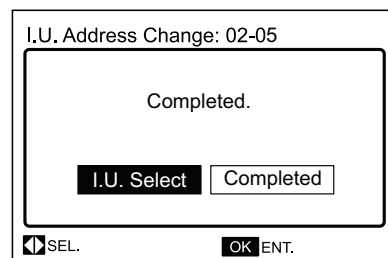 I.U. Address Change: 02-05
Completed.
I.U. Select Completed
SEL. OK ENT.